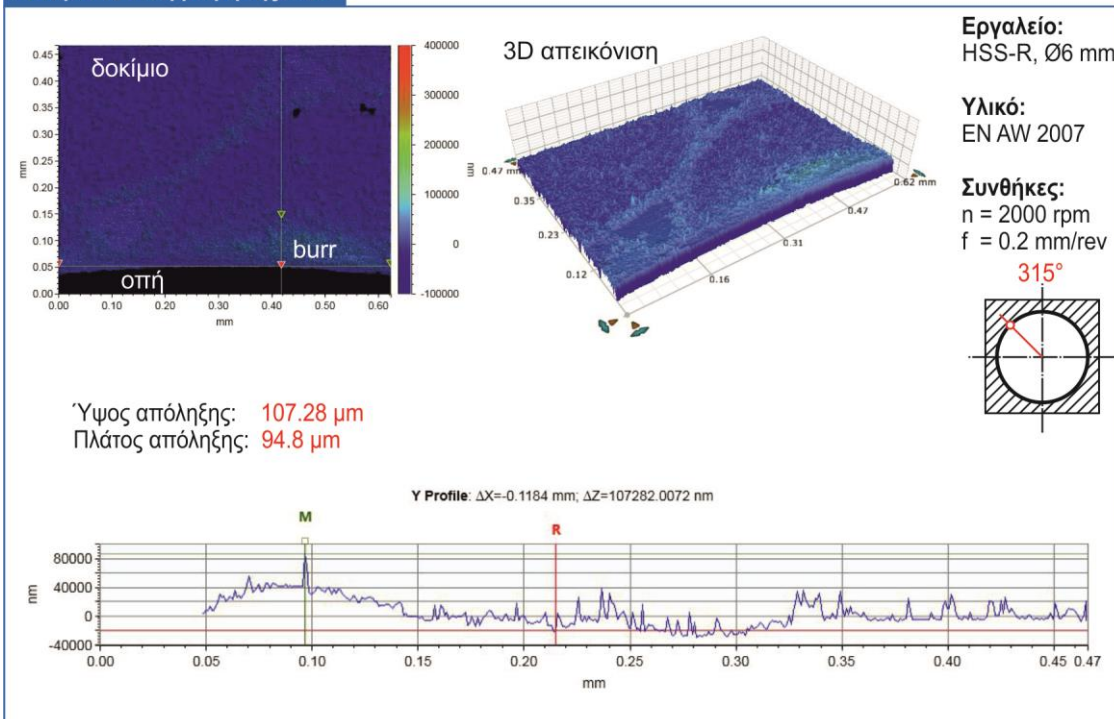 δοκίμιο
burr
οπή
0.45
0.40
0.35
0.30
0.25
0.20
0.15
0.10
0.05
0.00
mm
0.00 0.10 0.20 0.30 0.40 0.50 0.62
mm
400000
300000
200000
100000
0
-100000
nm
3D απεικόνιση
0.47 mm
0.35
0.23
0.12
0.16
0.31
0.47
0.62 mm
Εργαλείο:
HSS-R, Ø6 mm
Υλικό:
EN AW 2007
Συνθήκες:
n = 2000 rpm
f = 0.2 mm/rev
315°
Ύψος απόληξης: 107.28 µm
Πλάτος απόληξης: 94.8 µm
Y Profile: ΔX=-0.1184 mm; ΔZ=107282.0072 nm
M
R
80000
40000
0
-40000
nm
0.00 0.05 0.10 0.15 0.20 0.25 0.30 0.35 0.40 0.45 0.47
mm